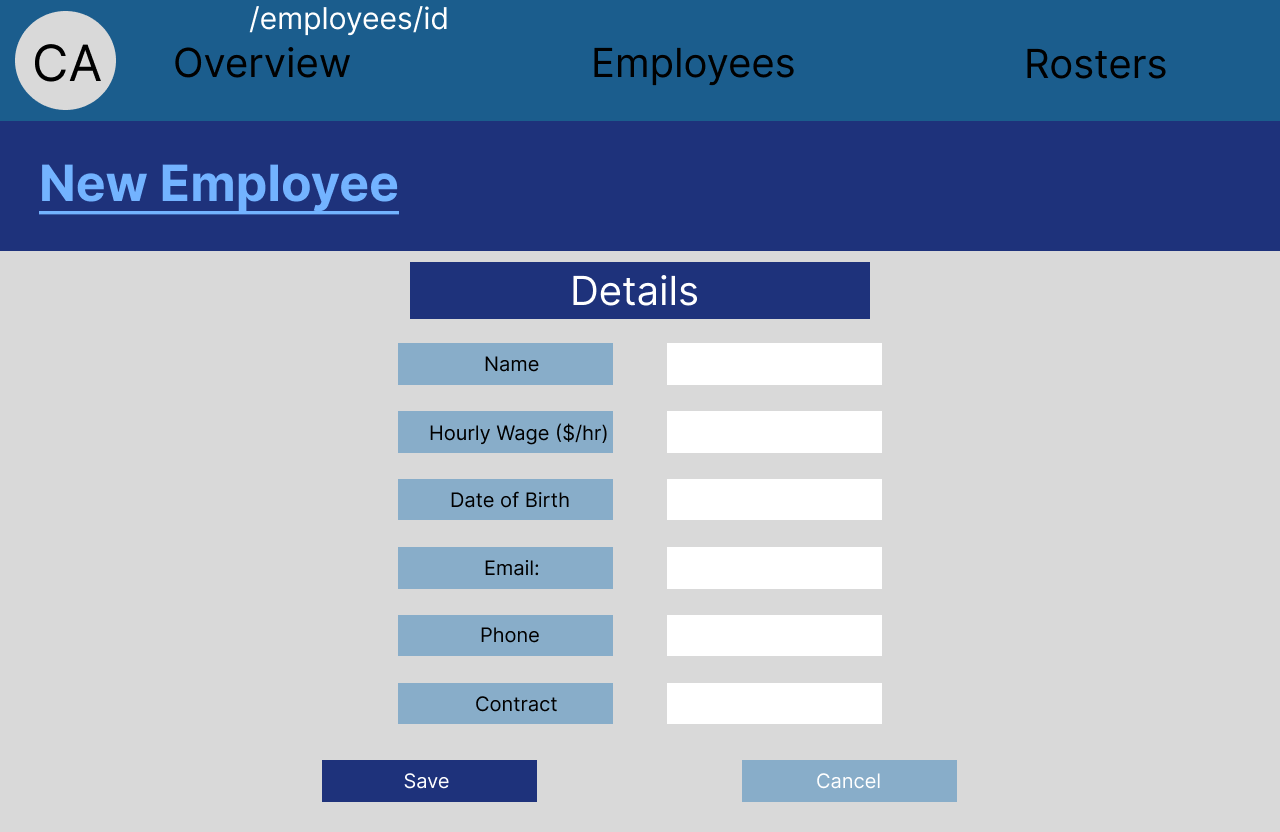 /employees/id
CA Overview Employees Rosters
New Employee
Details
Name
Hourly Wage ($/hr)
Date of Birth
Email:
Phone
Contract
Save Cancel